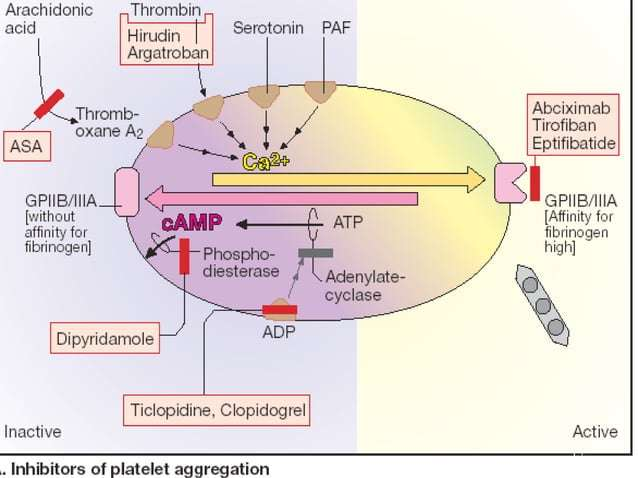 Arachidonic
acid
Thrombin
Hirudin
Argatroban
Serotonin
PAF
Thromb-
oxane A2
ASA
Ca2+
Abciximab
Tirofiban
Eptifibatide
GPIIB/IIIA
[without
affinity for
fibrinogen]
GPIIB/IIIA
[Affinity for
fibrinogen
high]
cAMP
ATP
Phospho-
diesterase
Adenylate-
cyclase
ADP
Dipyridamole
Ticlopidine, Clopidogrel
Inactive
Active
. Inhibitors of platelet aggregation